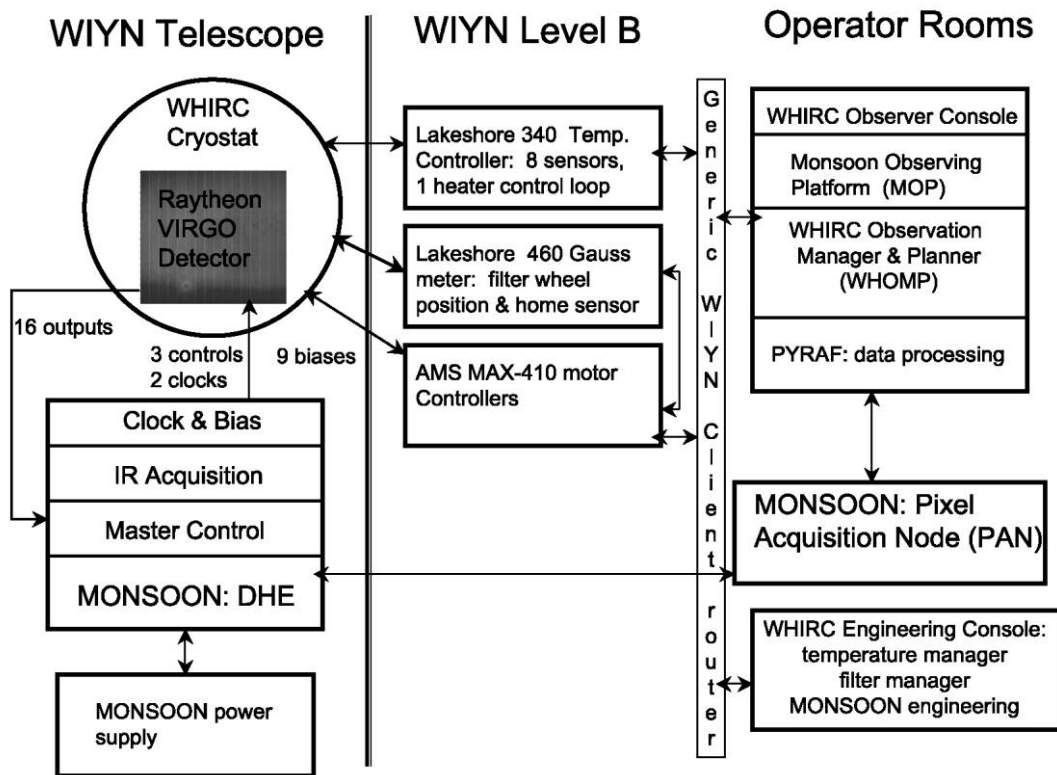 WIYN Telescope
WHIRC
Cryostat
Raytheon
VIRGO
Detector
16 outputs
3 controls
2 clocks
9 biases
Clock & Bias
IR Acquisition
Master Control
MONSOON: DHE
MONSOON power
supply
WIYN Level B
Lakeshore 340 Temp.
Controller: 8 sensors,
1 heater control loop
Lakeshore 460 Gauss
meter: filter wheel
position & home sensor
AMS MAX-410 motor
Controllers
Generic WIYN Client router
Operator Rooms
WHIRC Observer Console
Monsoon Observing
Platform (MOP)
WHIRC Observation
Manager & Planner
(WHOMP)
PYRAF: data processing
MONSOON: Pixel
Acquisition Node (PAN)
WHIRC Engineering Console:
temperature manager
filter manager
MONSOON engineering